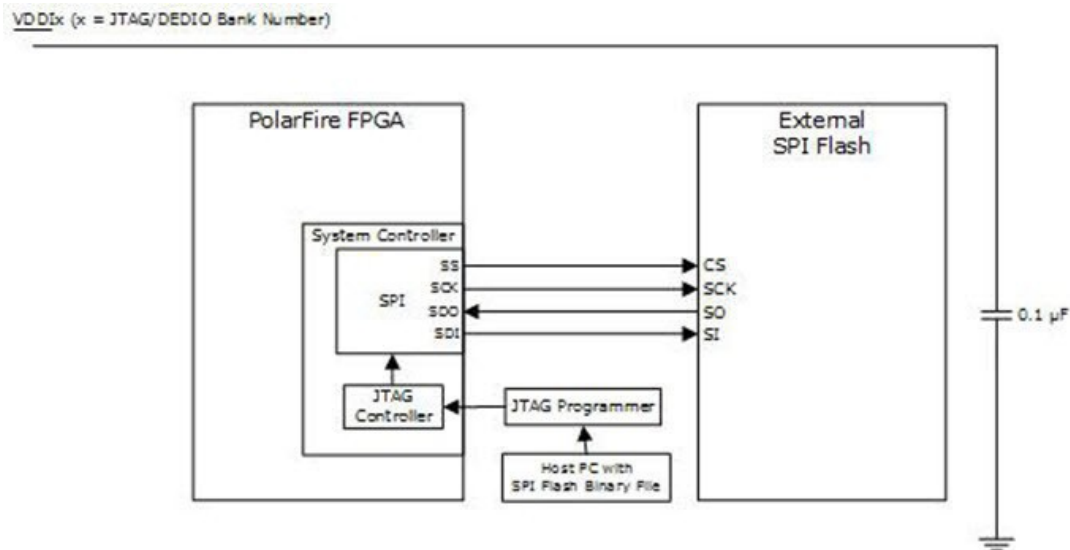 VDDIx (x = JTAG/DEDIO Bank Number)
PolarFire FPGA
External
SPI Flash
System Controller
SPI
SS
SCK
SDO
SDI
CS
SCK
SO
SI
0.1 µF
JTAG
Controller
JTAG Programmer
Host PC with
SPI Flash Binary File